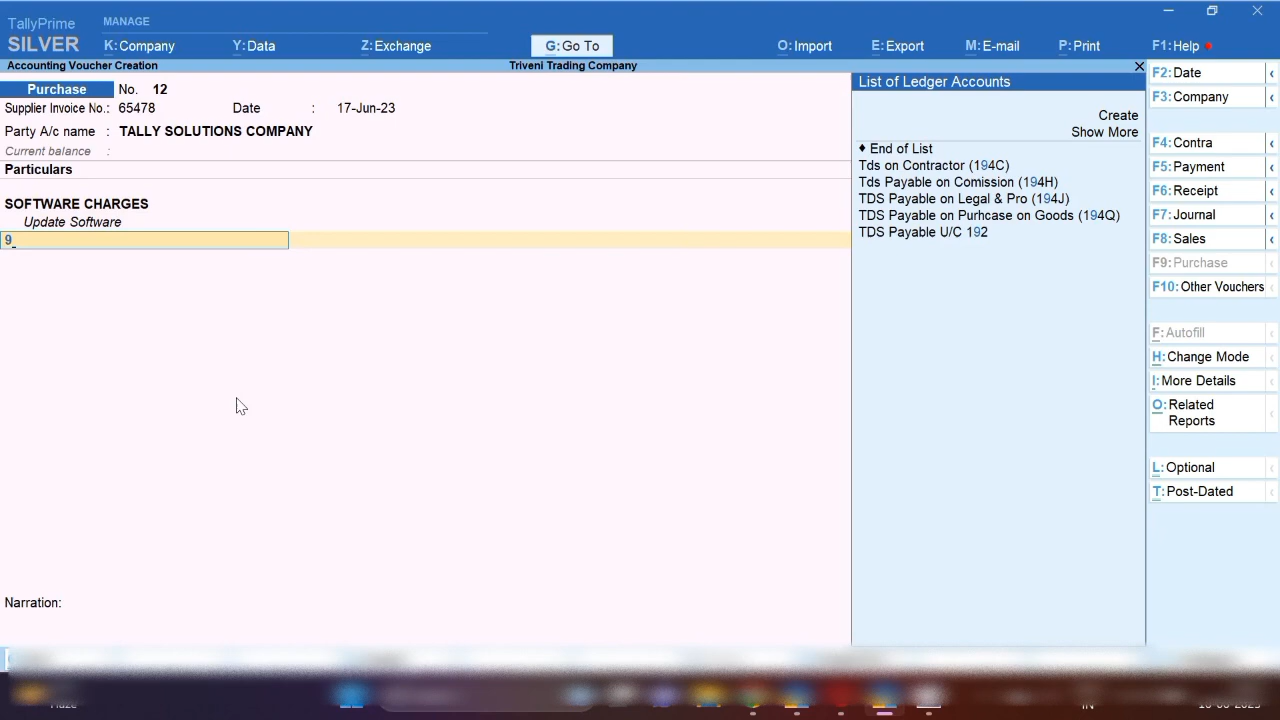 TallyPrime
SILVER
MANAGE
K:Company
Y:Data
Z:Exchange
G:Go To
O:Import
E:Export
M:E-mail
P:Print
F1:Help
Accounting Voucher Creation
Triveni Trading Company
Purchase No. 12
Supplier Invoice No.: 65478 Date : 17-Jun-23
Party A/c name : TALLY SOLUTIONS COMPANY
Current balance :
Particulars
SOFTWARE CHARGES
Update Software
9
Narration:
List of Ledger Accounts
Create
Show More
♦ End of List
Tds on Contractor (194C)
Tds Payable on Comission (194H)
TDS Payable on Legal & Pro (194J)
TDS Payable on Purhcase on Goods (194Q)
TDS Payable U/C 192
F2:Date
F3:Company
F4:Contra
F5:Payment
F6:Receipt
F7:Journal
F8:Sales
F9:Purchase
F10:Other Vouchers
F:Autofill
H:Change Mode
I:More Details
O:Related
Reports
L:Optional
T:Post-Dated
Haze
IN